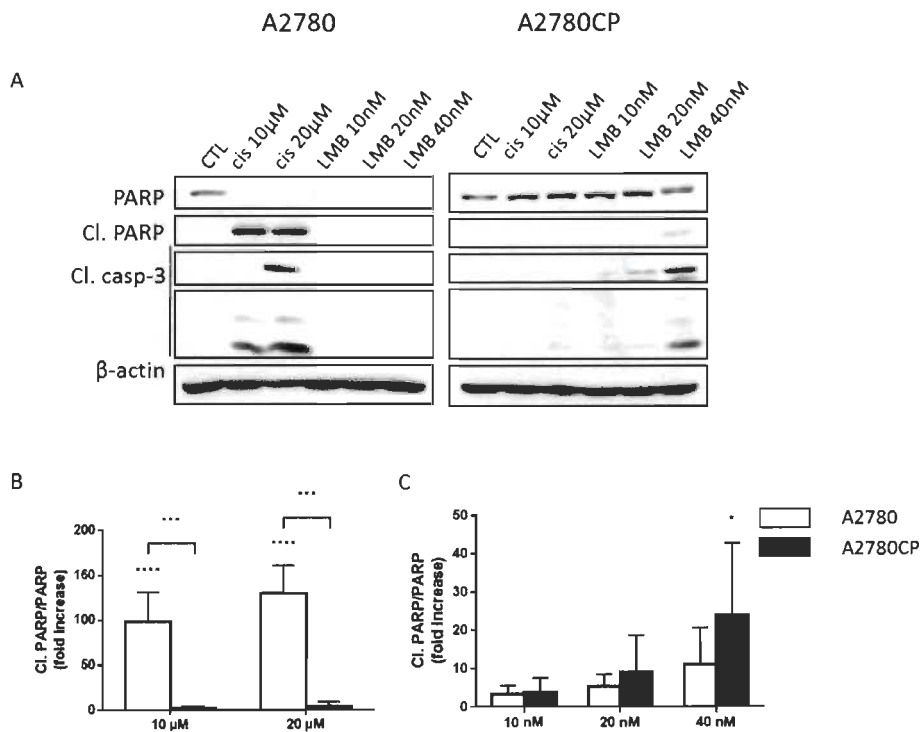 A2780 A2780CP
A
CTL cis 10µM cis 20µM LMB 10nM LMB 20nM LMB 40nM CTL cis 10µM cis 20µM LMB 10nM LMB 20nM LMB 40nM
PARP
Cl. PARP
Cl. casp-3
β-actin
B
Cl. PARP/PARP
(fold Increase)
200
150
100
50
0
***
****
***
****
10 µM 20 µM
C
Cl. PARP/PARP
(fold Increase)
50
40
30
20
10
0
*
10 nM 20 nM 40 nM
A2780
A2780CP